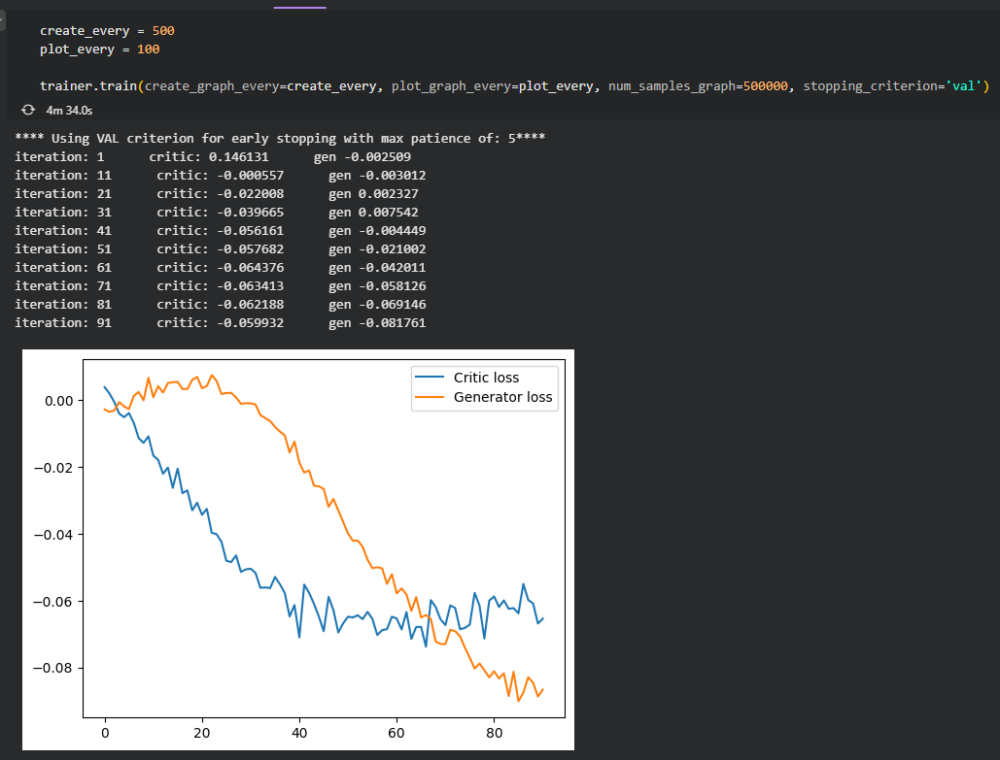 create_every = 500
plot_every = 100
trainer.train(create_graph_every=create_every, plot_graph_every=plot_every, num_samples_graph=500000, stopping_criterion='val')
4m 34.0s
**** Using VAL criterion for early stopping with max patience of: 5****
iteration: 1 critic: 0.146131 gen -0.002509
iteration: 11 critic: -0.000557 gen -0.003012
iteration: 21 critic: -0.022008 gen 0.002327
iteration: 31 critic: -0.039665 gen 0.007542
iteration: 41 critic: -0.056161 gen -0.004449
iteration: 51 critic: -0.057682 gen -0.021002
iteration: 61 critic: -0.064376 gen -0.042011
iteration: 71 critic: -0.063413 gen -0.058126
iteration: 81 critic: -0.062188 gen -0.069146
iteration: 91 critic: -0.059932 gen -0.081761
Critic loss
Generator loss
0.00
−0.02
−0.04
−0.06
−0.08
0 20 40 60 80